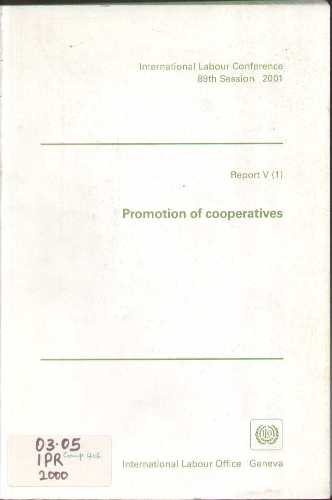 International Labour Conference
89th Session 2001
Report V (1)
Promotion of cooperatives
03.05
IPR
2000
International Labour Office Geneva